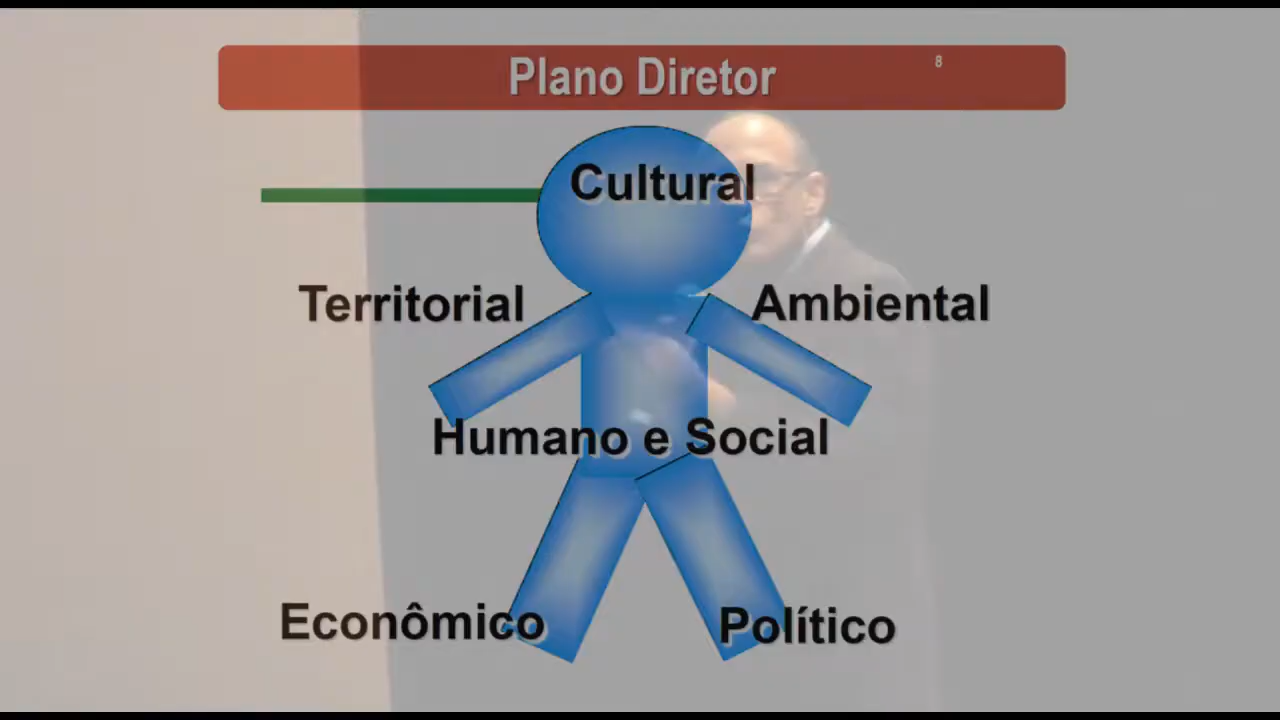 Plano Diretor
8
Cultural
Territorial
Ambiental
Humano e Social
Econômico
Político